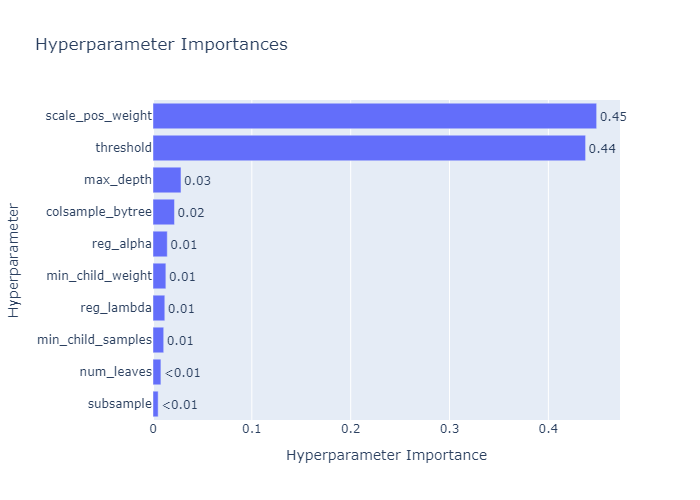 Hyperparameter Importances
Hyperparameter
scale_pos_weight 0.45
threshold 0.44
max_depth 0.03
colsample_bytree 0.02
reg_alpha 0.01
min_child_weight 0.01
reg_lambda 0.01
min_child_samples 0.01
num_leaves <0.01
subsample <0.01
0 0.1 0.2 0.3 0.4
Hyperparameter Importance